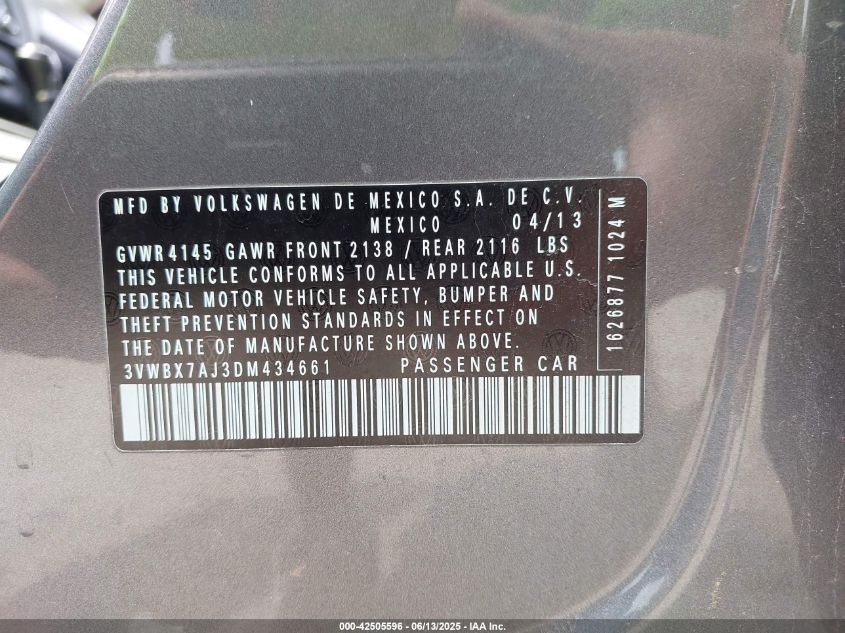 MFD BY VOLKSWAGEN DE MEXICO S.A. DE C.V.
MEXICO 04/13
GVWR 4145 GAWR FRONT 2138 / REAR 2116 LBS
THIS VEHICLE CONFORMS TO ALL APPLICABLE U.S.
FEDERAL MOTOR VEHICLE SAFETY, BUMPER AND
THEFT PREVENTION STANDARDS IN EFFECT ON
THE DATE OF MANUFACTURE SHOWN ABOVE.
3VWBX7AJ3DM434661 PASSENGER CAR
1626877 1024 M
000-42505596 - 06/13/2025 - IAA Inc.